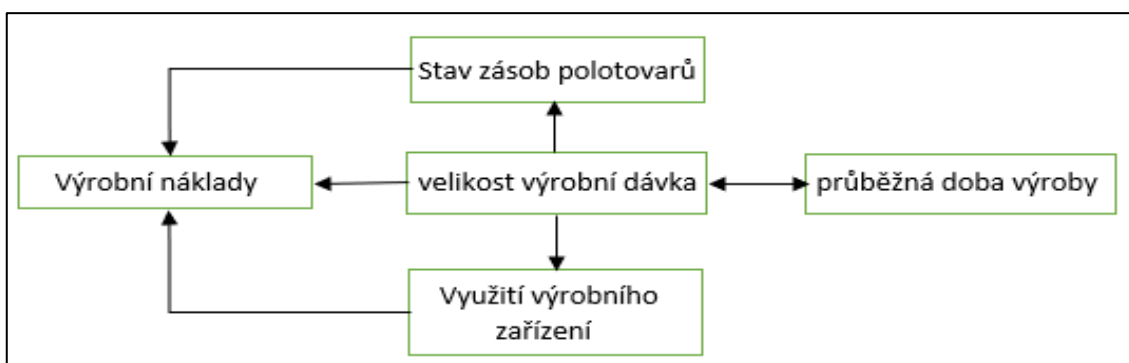 Stav zásob polotovarů
Výrobní náklady
velikost výrobní dávka
průběžná doba výroby
Využití výrobního
zařízení